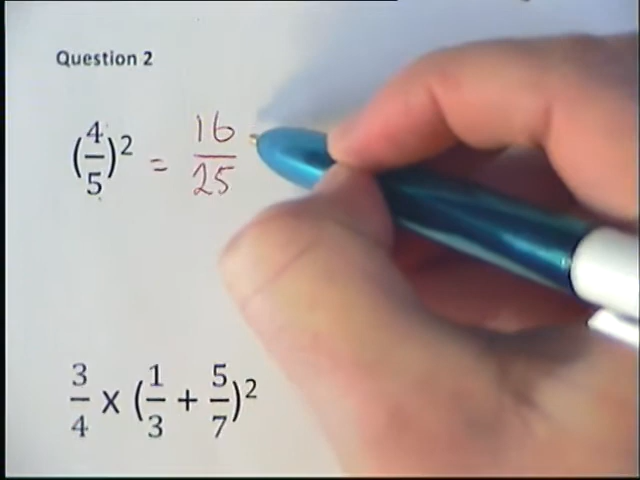 Question 2
(4/5)² = 16/25
3/4 x (1/3 + 5/7)²